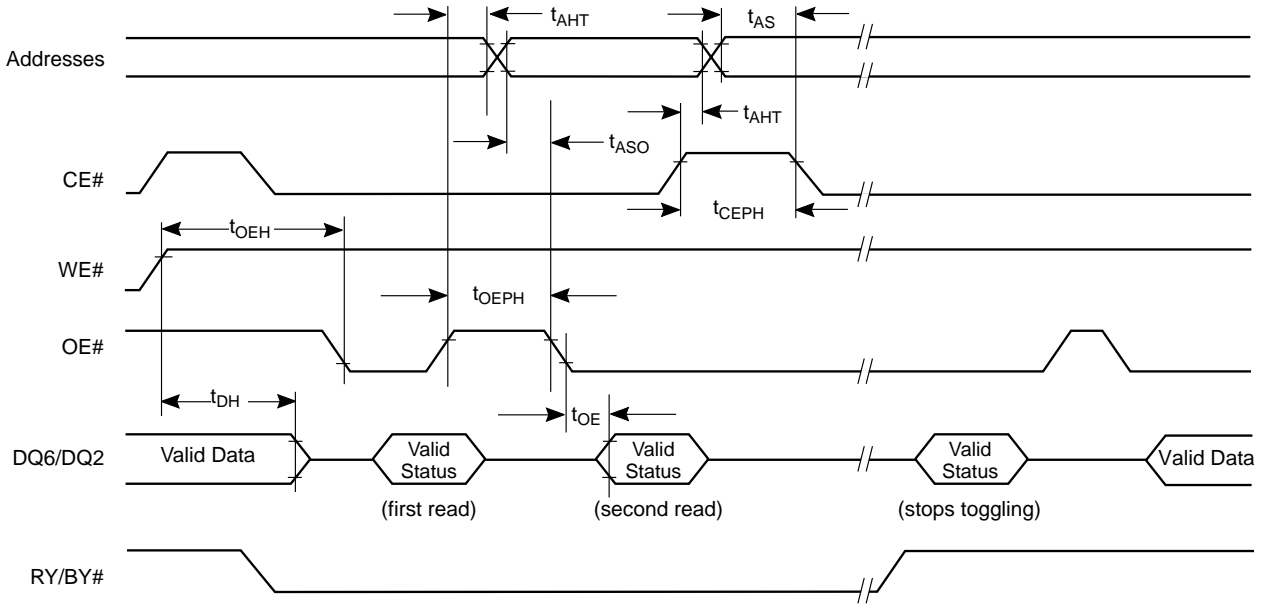 tAHT
tAS
Addresses
tAHT
tASO
CE#
tCEPH
tOEH
WE#
tOEPH
OE#
tDH
tOE
DQ6/DQ2
Valid Data
Valid
Status
Valid
Status
Valid
Status
Valid Data
(first read)
(second read)
(stops toggling)
RY/BY#